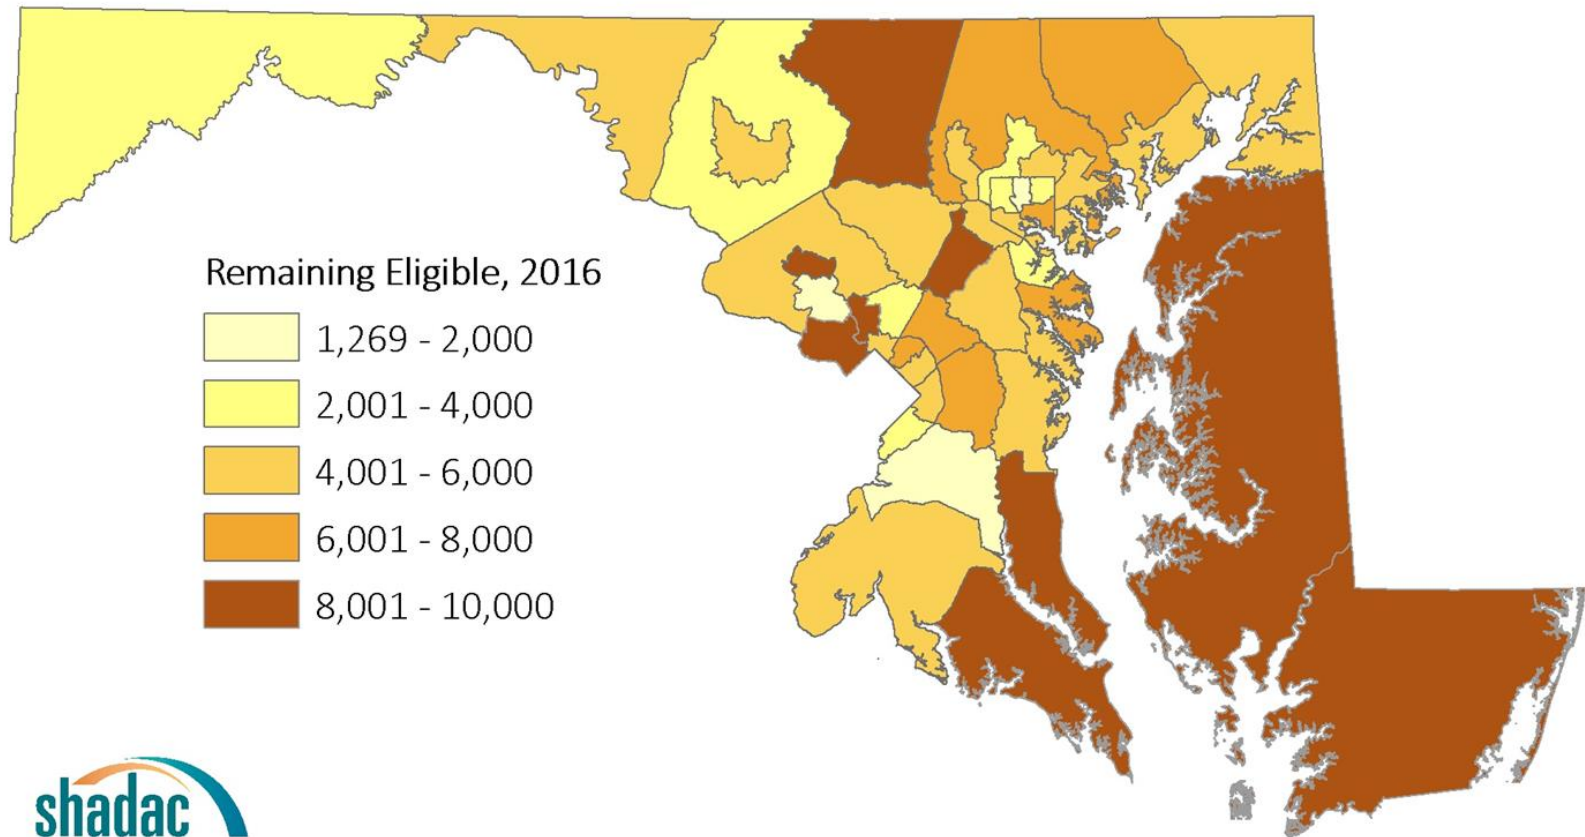 Remaining Eligible, 2016
1,269 - 2,000
2,001 - 4,000
4,001 - 6,000
6,001 - 8,000
8,001 - 10,000
shadac